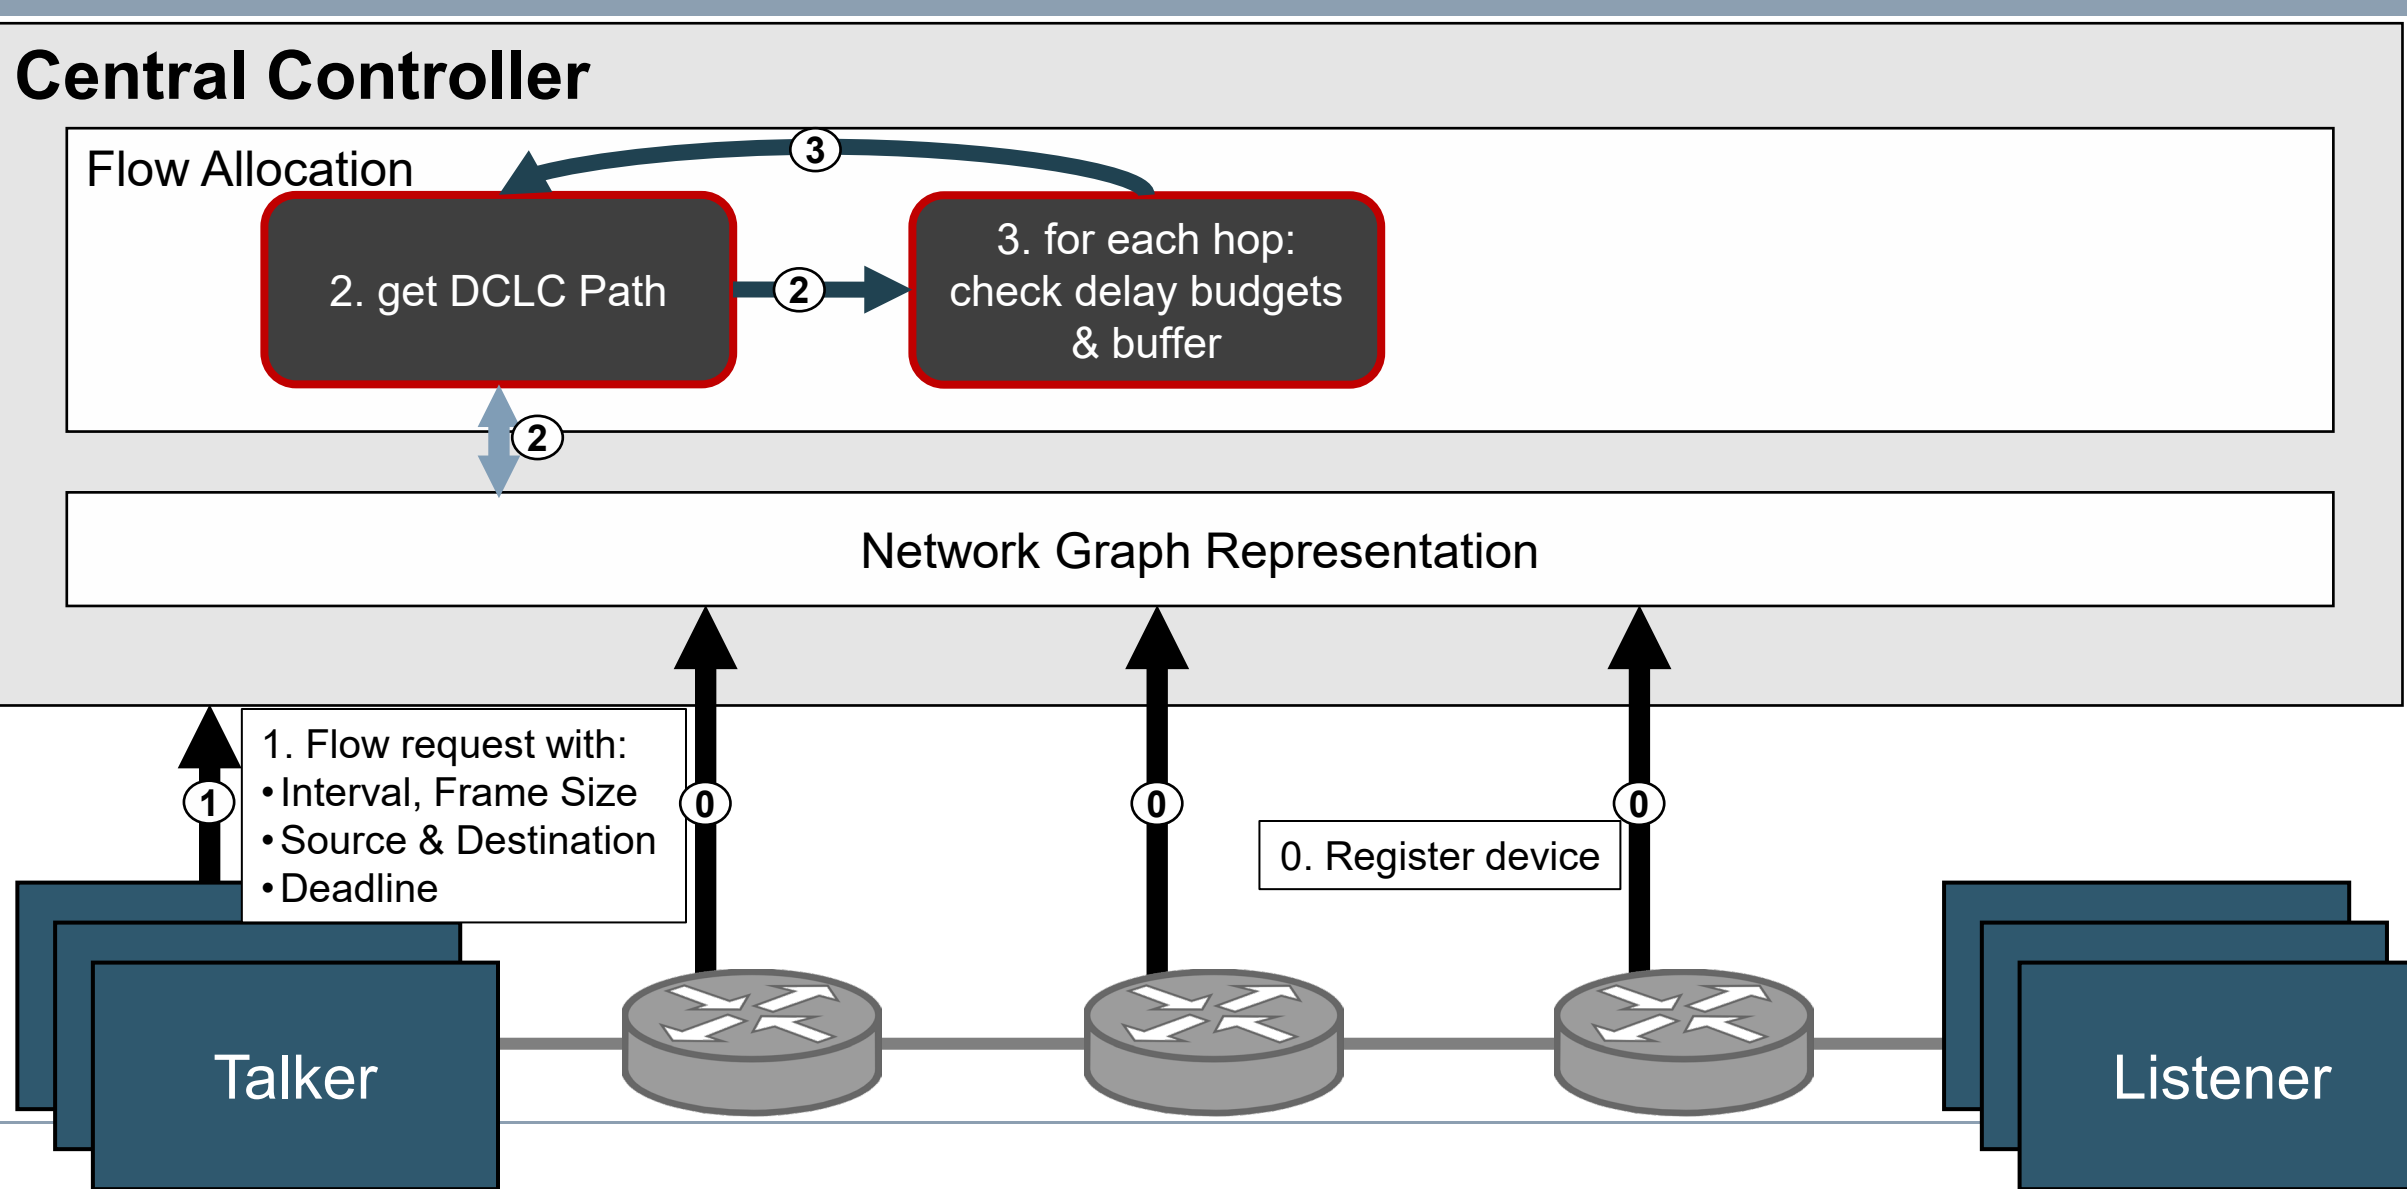 Central Controller
Flow Allocation
3
2. get DCLC Path
2
3. for each hop:
check delay budgets
& buffer
2
Network Graph Representation
1. Flow request with:
•Interval, Frame Size
•Source & Destination
•Deadline
1
0
0
0
0. Register device
Talker
Listener